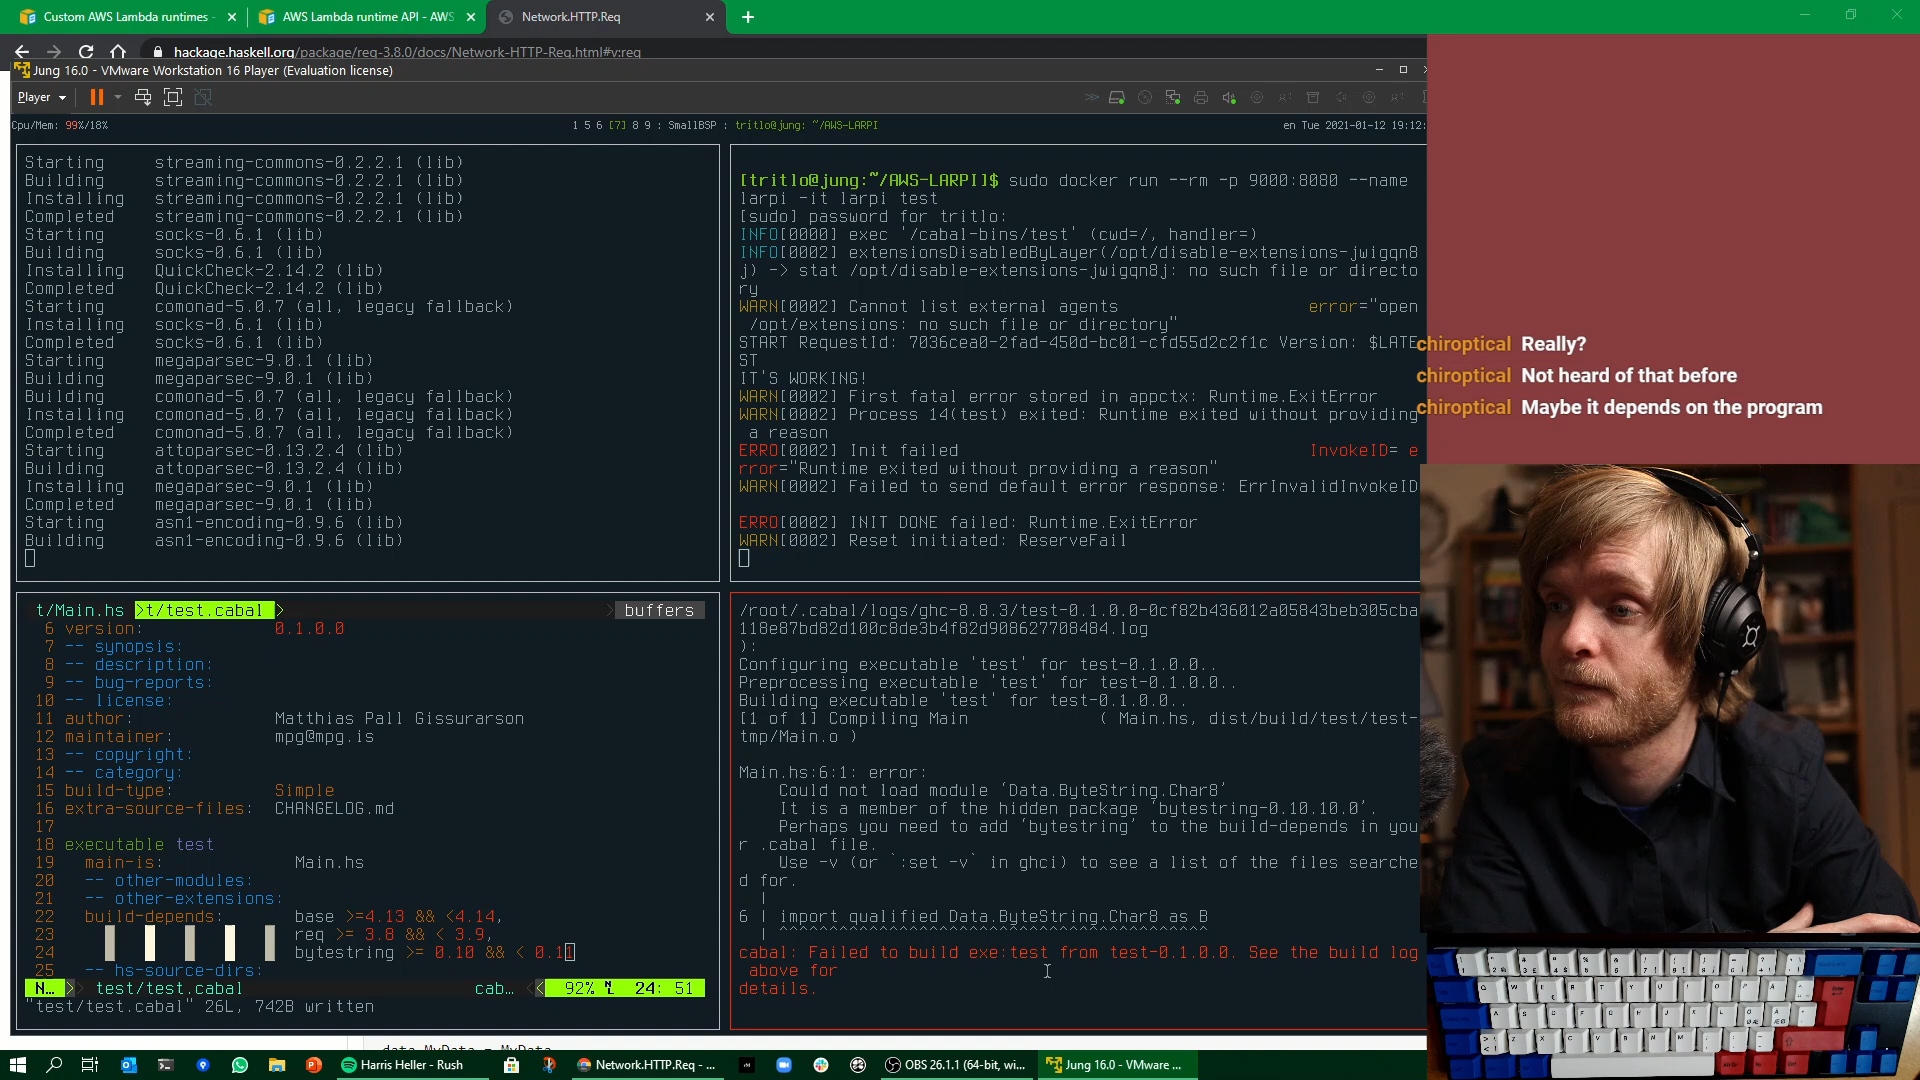 Custom AWS Lambda runtimes -
AWS Lambda runtime API - AWS
Network.HTTP.Req
hackage.haskell.org/package/req-3.8.0/docs/Network-HTTP-Req.html#v:req
Jung 16.0 - VMware Workstation 16 Player (Evaluation license)
Player
Cpu/Mem: 99%/18%
1 5 6 [7] 8 9 : SmallBSP : tritlo@jung: ~/AWS-LARPI
en Tue 2021-01-12 19:12:
Starting streaming-commons-0.2.2.1 (lib)
Building streaming-commons-0.2.2.1 (lib)
Installing streaming-commons-0.2.2.1 (lib)
Completed streaming-commons-0.2.2.1 (lib)
Starting socks-0.6.1 (lib)
Building socks-0.6.1 (lib)
Installing QuickCheck-2.14.2 (lib)
Completed QuickCheck-2.14.2 (lib)
Starting comonad-5.0.7 (all, legacy fallback)
Installing socks-0.6.1 (lib)
Completed socks-0.6.1 (lib)
Starting megaparsec-9.0.1 (lib)
Building megaparsec-9.0.1 (lib)
Building comonad-5.0.7 (all, legacy fallback)
Installing comonad-5.0.7 (all, legacy fallback)
Completed comonad-5.0.7 (all, legacy fallback)
Starting attoparsec-0.13.2.4 (lib)
Building attoparsec-0.13.2.4 (lib)
Installing megaparsec-9.0.1 (lib)
Completed megaparsec-9.0.1 (lib)
Starting asn1-encoding-0.9.6 (lib)
Building asn1-encoding-0.9.6 (lib)
[tritlo@jung:~/AWS-LARPI]$ sudo docker run --rm -p 9000:8080 --name
larpi -it larpi test
[sudo] password for tritlo:
INFO[0000] exec '/cabal-bins/test' (cwd=/, handler=)
INFO[0002] extensionsDisabledByLayer(/opt/disable-extensions-jwigqn8
j) -> stat /opt/disable-extensions-jwigqn8j: no such file or directo
ry
WARN[0002] Cannot list external agents error="open
/opt/extensions: no such file or directory"
START RequestId: 7036cea0-2fad-450d-bc01-cfd55d2c2f1c Version: $LATE
ST
IT'S WORKING!
WARN[0002] First fatal error stored in appctx: Runtime.ExitError
WARN[0002] Process 14(test) exited: Runtime exited without providing
a reason
ERRO[0002] Init failed InvokeID= e
rror="Runtime exited without providing a reason"
WARN[0002] Failed to send default error response: ErrInvalidInvokeID
ERRO[0002] INIT DONE failed: Runtime.ExitError
WARN[0002] Reset initiated: ReserveFail
chiroptical Really?
chiroptical Not heard of that before
chiroptical Maybe it depends on the program
t/Main.hs >t/test.cabal > buffers
6 version: 0.1.0.0
7 -- synopsis:
8 -- description:
9 -- bug-reports:
10 -- license:
11 author: Matthias Pall Gissurarson
12 maintainer: mpg@mpg.is
13 -- copyright:
14 -- category:
15 build-type: Simple
16 extra-source-files: CHANGELOG.md
17
18 executable test
19 main-is: Main.hs
20 -- other-modules:
21 -- other-extensions:
22 build-depends: base >=4.13 && <4.14,
23 req >= 3.8 && < 3.9,
24 bytestring >= 0.10 && < 0.11
25 -- hs-source-dirs:
N… > test/test.cabal cab… < 92% 24: 51
"test/test.cabal" 26L, 742B written
/root/.cabal/logs/ghc-8.8.3/test-0.1.0.0-0cf82b436012a05843beb305cba
118e87bd82d100c8de3b4f82d908627708484.log
):
Configuring executable 'test' for test-0.1.0.0..
Preprocessing executable 'test' for test-0.1.0.0..
Building executable 'test' for test-0.1.0.0..
[1 of 1] Compiling Main ( Main.hs, dist/build/test/test-
tmp/Main.o )
Main.hs:6:1: error:
Could not load module ‘Data.ByteString.Char8’
It is a member of the hidden package ‘bytestring-0.10.10.0’.
Perhaps you need to add ‘bytestring’ to the build-depends in you
r .cabal file.
Use -v (or `:set -v` in ghci) to see a list of the files searche
d for.
|
6 | import qualified Data.ByteString.Char8 as B
| ^^^^^^^^^^^^^^^^^^^^^^^^^^^^^^^^^^^^^^^^^^^
cabal: Failed to build exe:test from test-0.1.0.0. See the build log
above for
details.
data MyData = MyData
Harris Heller - Rush
Network.HTTP.Req - ...
OBS 26.1.1 (64-bit, wi...
Jung 16.0 - VMware ...